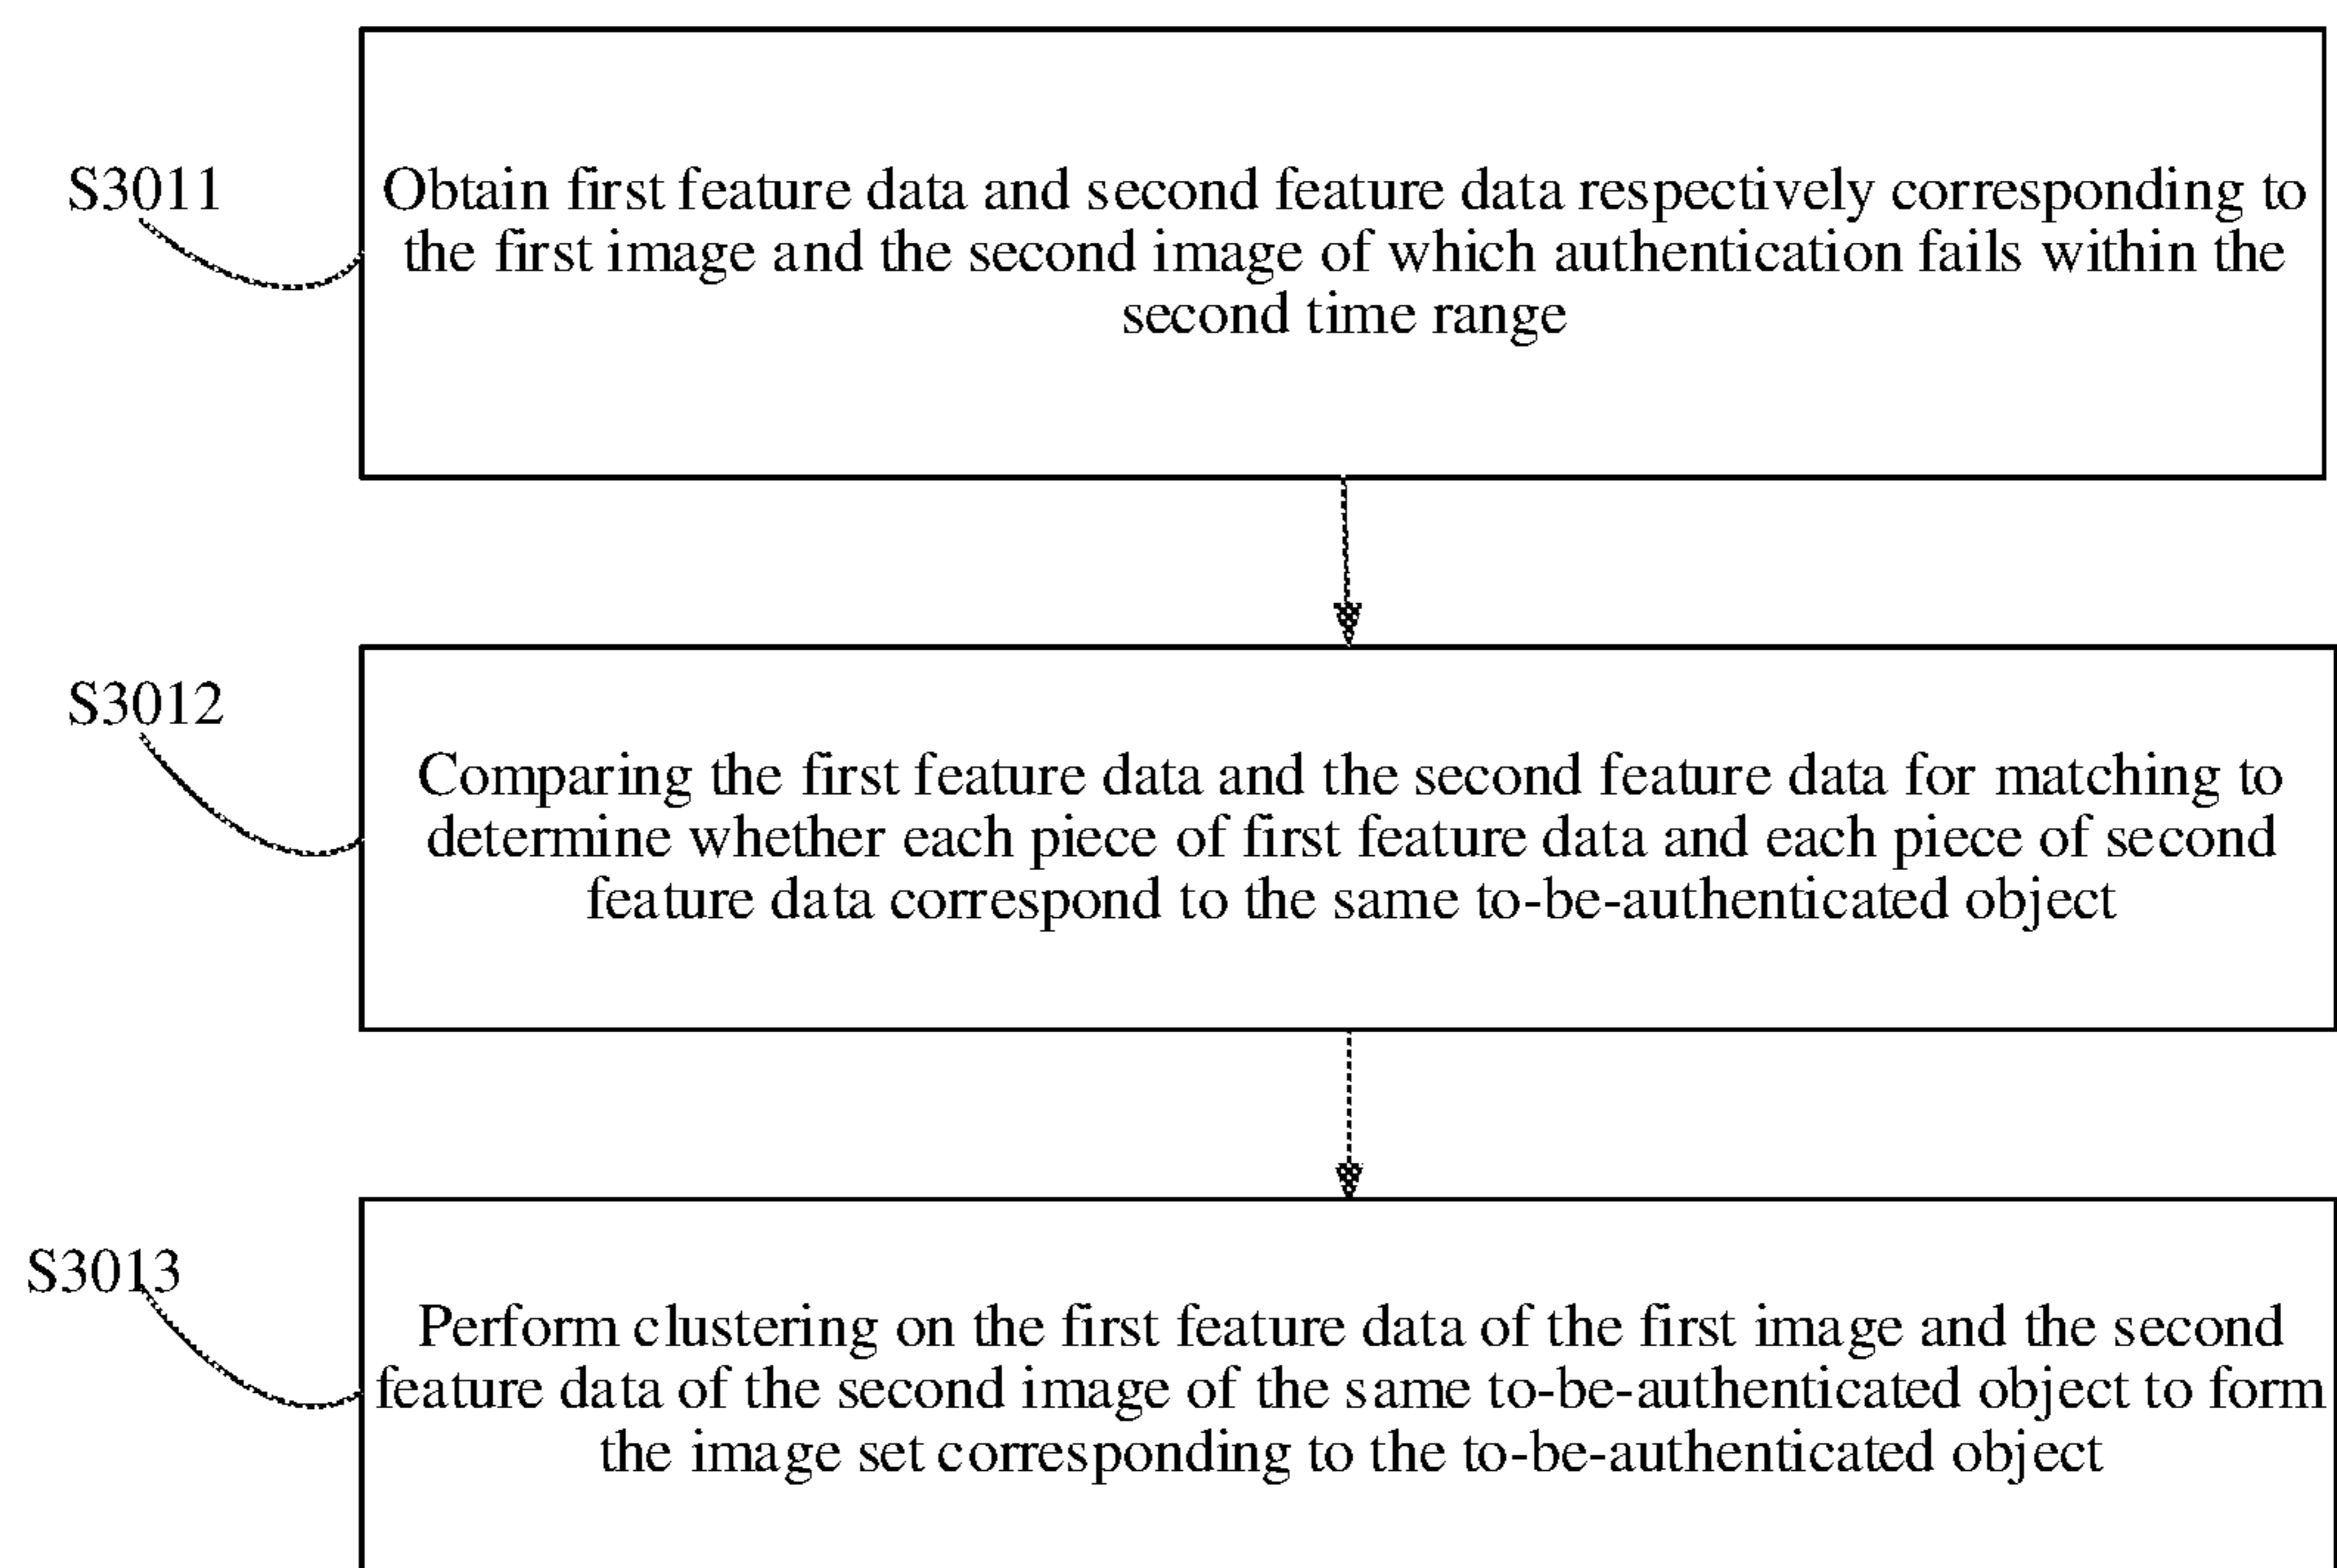 S3011
Obtain first feature data and second feature data respectively corresponding to
the first image and the second image of which authentication fails within the
second time range
S3012
Comparing the first feature data and the second feature data for matching to
determine whether each piece of first feature data and each piece of second
feature data correspond to the same to-be-authenticated object
S3013
Perform clustering on the first feature data of the first image and the second
feature data of the second image of the same to-be-authenticated object to form
the image set corresponding to the to-be-authenticated object